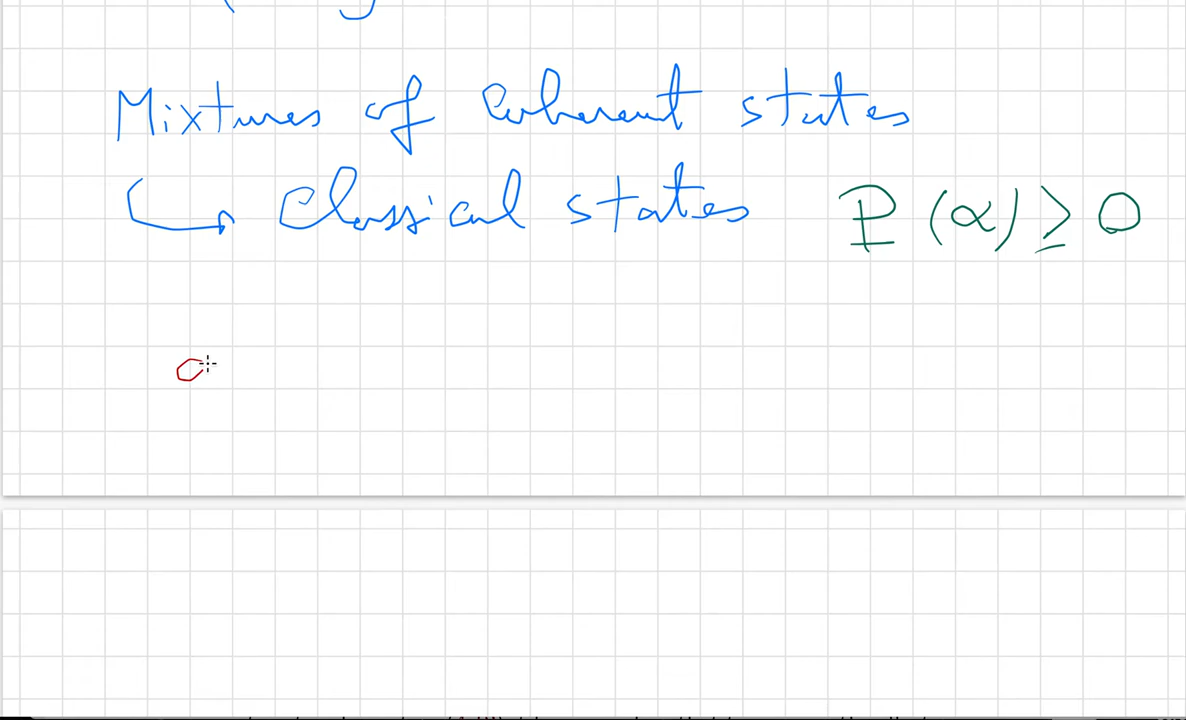 Mixtures of Coherent states
↳ Classical states P(α) ≥ 0